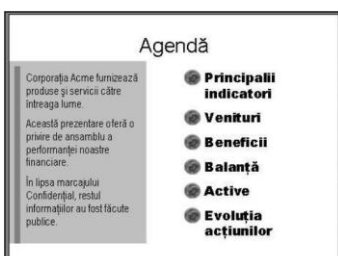 Agendă
Corporația Acme furnizează
produse și servicii către
întreaga lume.
Această prezentare oferă o
privire de ansamblu a
performanței noastre
financiare.
În lipsa marcajului
Confidențial, restul
informațiilor au fost făcute
publice.
Principalii
indicatori
Venituri
Beneficii
Balanță
Active
Evoluția
acțiunilor